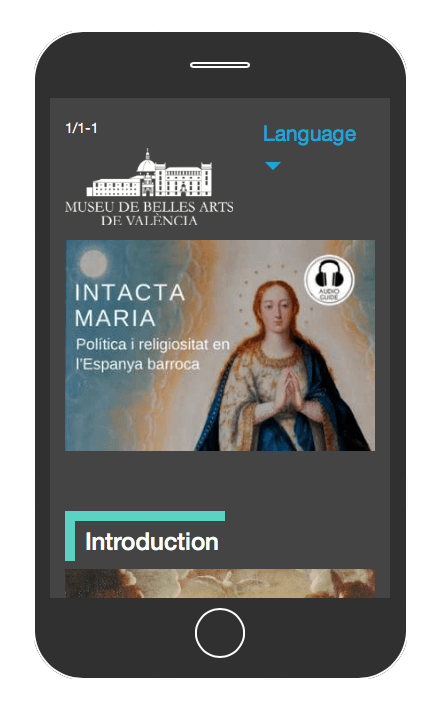 1/1-1
Language
MUSEU DE BELLES ARTS
DE VALÈNCIA
INTACTA
MARIA
Política i religiositat en
l'Espanya barroca
AUDIO
GUIDE
Introduction